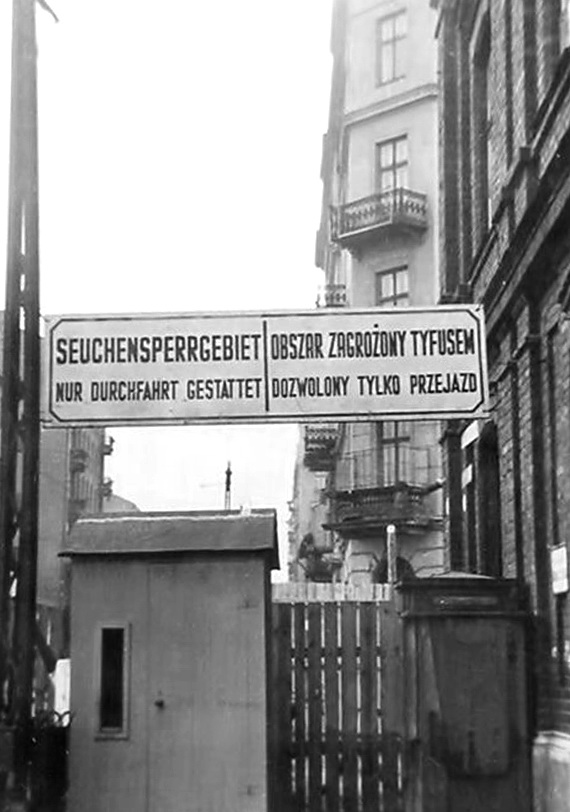 SEUCHENSPERRGEBIET
NUR DURCHFAHRT GESTATTET
OBSZAR ZAGROŻONY TYFUSEM
DOZWOLONY TYLKO PRZEJAZD